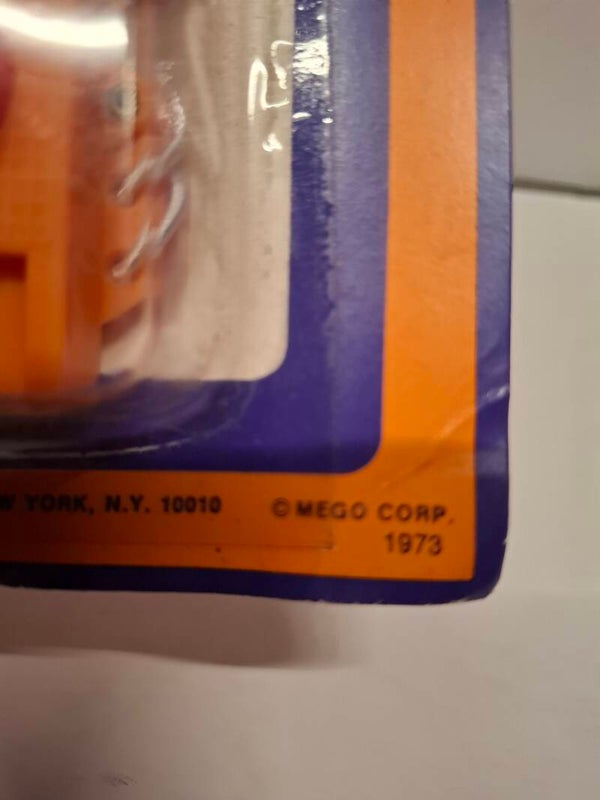 YORK, N.Y. 10010
©MEGO CORP.
1973